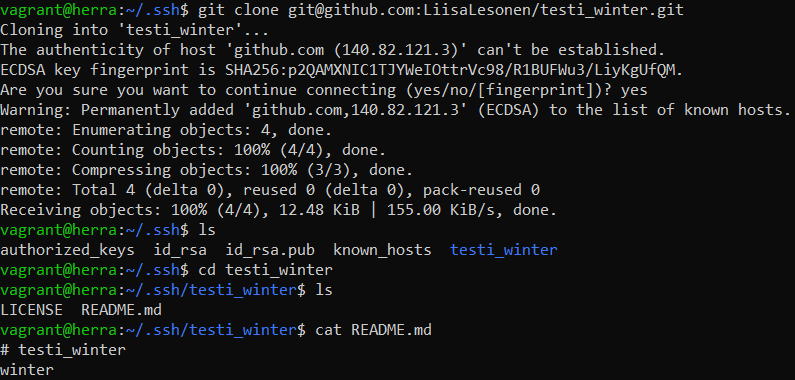 vagrant@herra:~/.ssh$ git clone git@github.com:LiisaLesonen/testi_winter.git
Cloning into 'testi_winter'...
The authenticity of host 'github.com (140.82.121.3)' can't be established.
ECDSA key fingerprint is SHA256:p2QAMXNIC1TJYWeIOttrVc98/R1BUFWu3/LiyKgUfQM.
Are you sure you want to continue connecting (yes/no/[fingerprint])? yes
Warning: Permanently added 'github.com,140.82.121.3' (ECDSA) to the list of known hosts.
remote: Enumerating objects: 4, done.
remote: Counting objects: 100% (4/4), done.
remote: Compressing objects: 100% (3/3), done.
remote: Total 4 (delta 0), reused 0 (delta 0), pack-reused 0
Receiving objects: 100% (4/4), 12.48 KiB | 155.00 KiB/s, done.
vagrant@herra:~/.ssh$ ls
authorized_keys  id_rsa  id_rsa.pub  known_hosts  testi_winter
vagrant@herra:~/.ssh$ cd testi_winter
vagrant@herra:~/.ssh/testi_winter$ ls
LICENSE  README.md
vagrant@herra:~/.ssh/testi_winter$ cat README.md
# testi_winter
winter